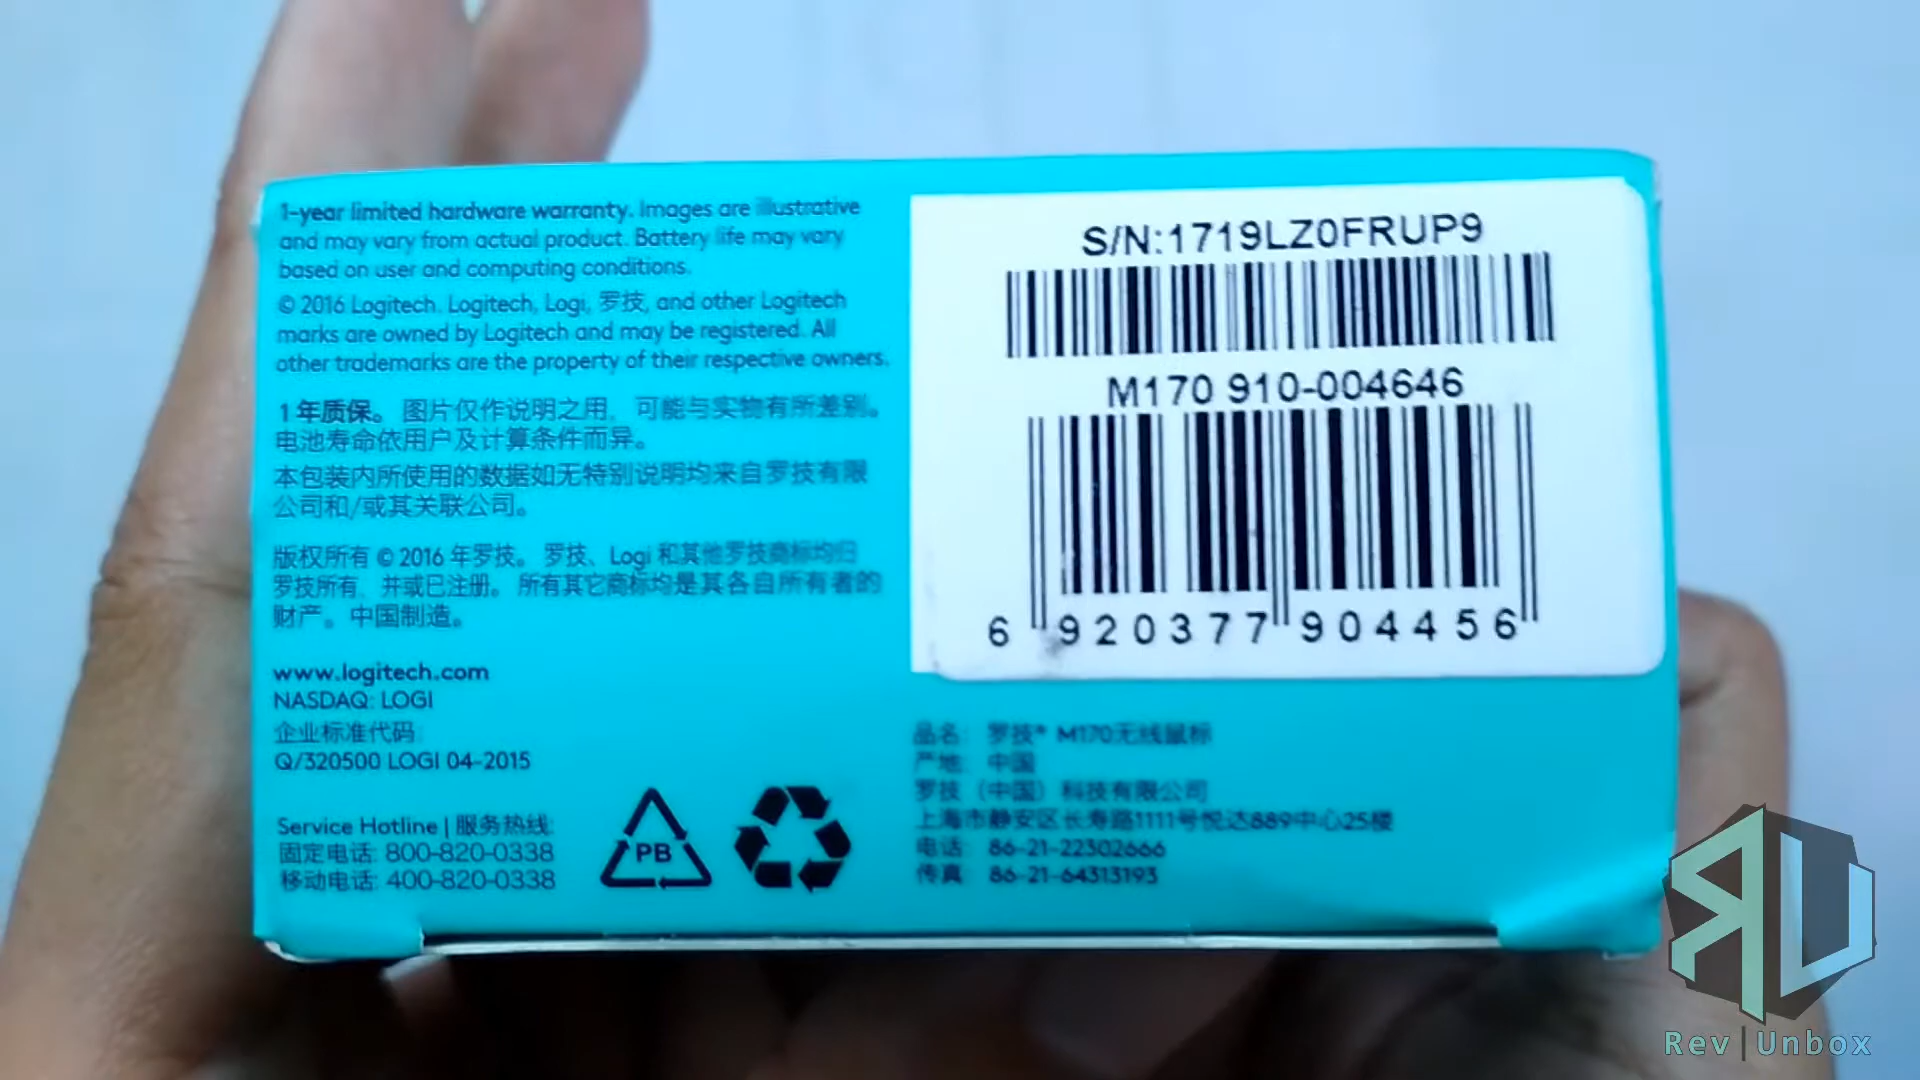 1-year limited hardware warranty. Images are illustrative
and may vary from actual product. Battery life may vary
based on user and computing conditions.
© 2016 Logitech. Logitech, Logi, 罗技, and other Logitech
marks are owned by Logitech and may be registered. All
other trademarks are the property of their respective owners.
1 年质保。图片仅作说明之用，可能与实物有所差别。
电池寿命依用户及计算条件而异。
本包装内所使用的数据如无特别说明均来自罗技有限
公司和/或其关联公司。
版权所有 © 2016 年罗技。罗技、Logi 和其他罗技商标均归
罗技所有，并或已注册。所有其它商标均是其各自所有者的
财产。中国制造。
www.logitech.com
NASDAQ: LOGI
企业标准代码:
Q/320500 LOGI 04-2015
Service Hotline | 服务热线:
固定电话: 800-820-0338
移动电话: 400-820-0338
PB
S/N:1719LZ0FRUP9
M170 910-004646
6 920377 904456
品名: 罗技® M170无线鼠标
产地: 中国
罗技（中国）科技有限公司
上海市静安区长寿路1111号悦达889中心25楼
电话: 86-21-22302666
传真: 86-21-64313193
Rev|Unbox